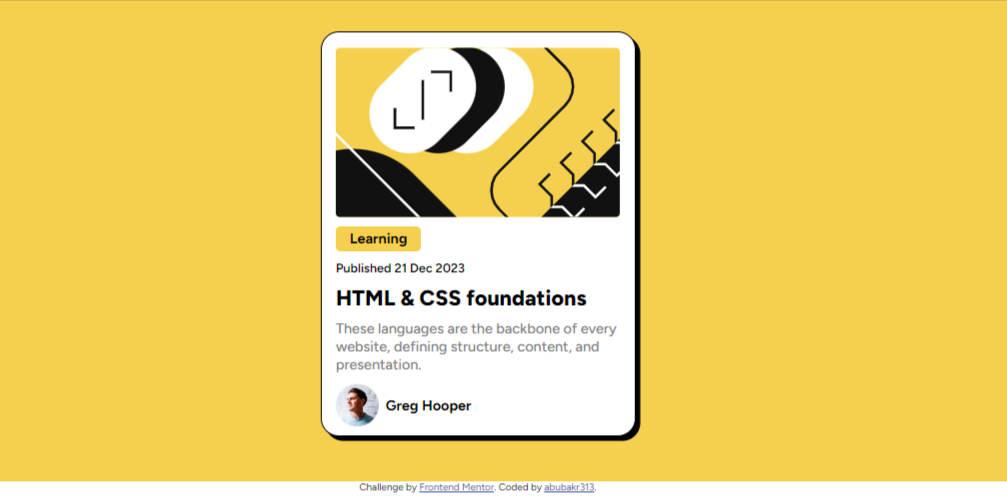 Learning
Published 21 Dec 2023
HTML & CSS foundations
These languages are the backbone of every
website, defining structure, content, and
presentation.
Greg Hooper
Challenge by Frontend Mentor. Coded by abubakr313.